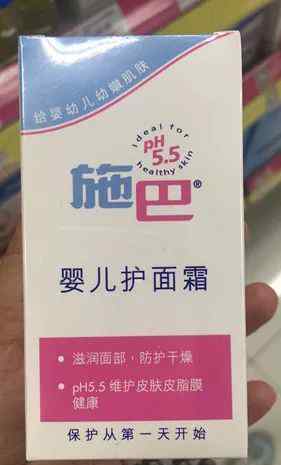 给婴幼儿幼嫩肌肤
ideal for
pH
5.5
healthy skin
施巴®
婴儿护面霜
• 滋润面部，防护干燥
• pH5.5 维护皮肤皮脂膜
健康
保护从第一天开始